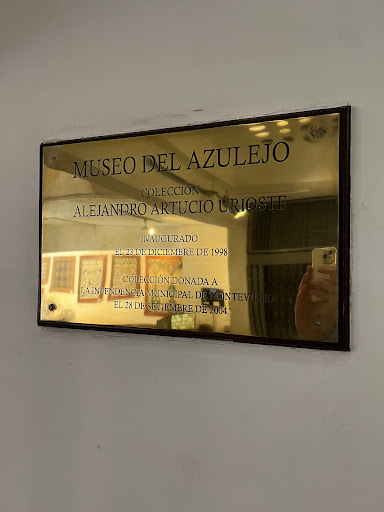 MUSEO DEL AZULEJO
COLECCION
ALEJANDRO ARTUCIO URIOSTE
INAUGURADO
EL 23 DE DICIEMBRE DE 1998
COLECCIÓN DONADA A
LA INTENDENCIA MUNICIPAL DE MONTEVIDEO
EL 28 DE SETIEMBRE DE 2004